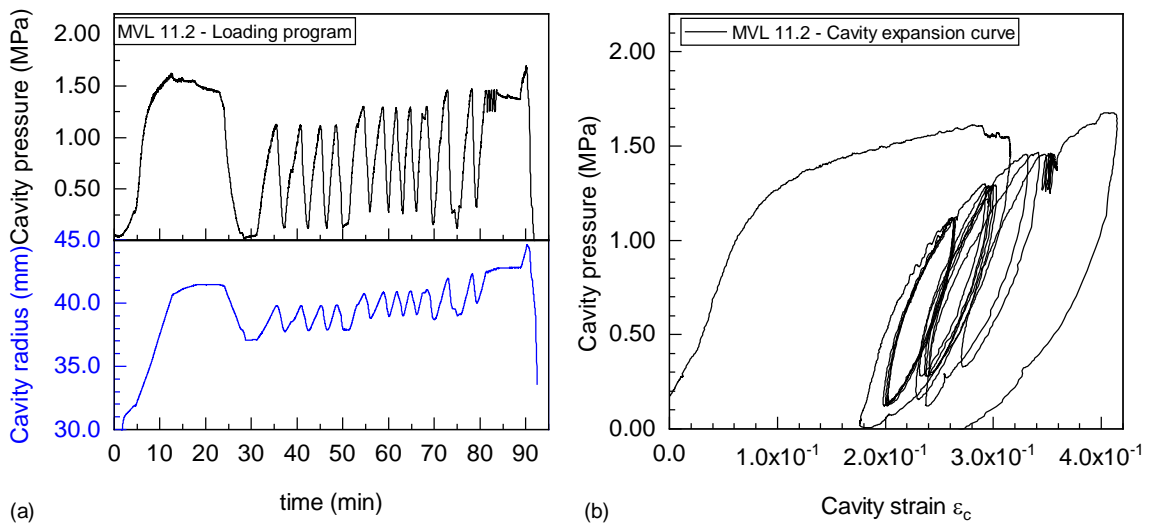 MVL 11.2 - Loading program
Cavity pressure (MPa)
2.00
1.50
1.00
0.50
Cavity radius (mm)
45.0
40.0
35.0
30.0
0 10 20 30 40 50 60 70 80 90
time (min)
(a)
MVL 11.2 - Cavity expansion curve
Cavity pressure (MPa)
2.00
1.50
1.00
0.50
0.00
0.0 1.0x10⁻¹ 2.0x10⁻¹ 3.0x10⁻¹ 4.0x10⁻¹
Cavity strain ε_c
(b)